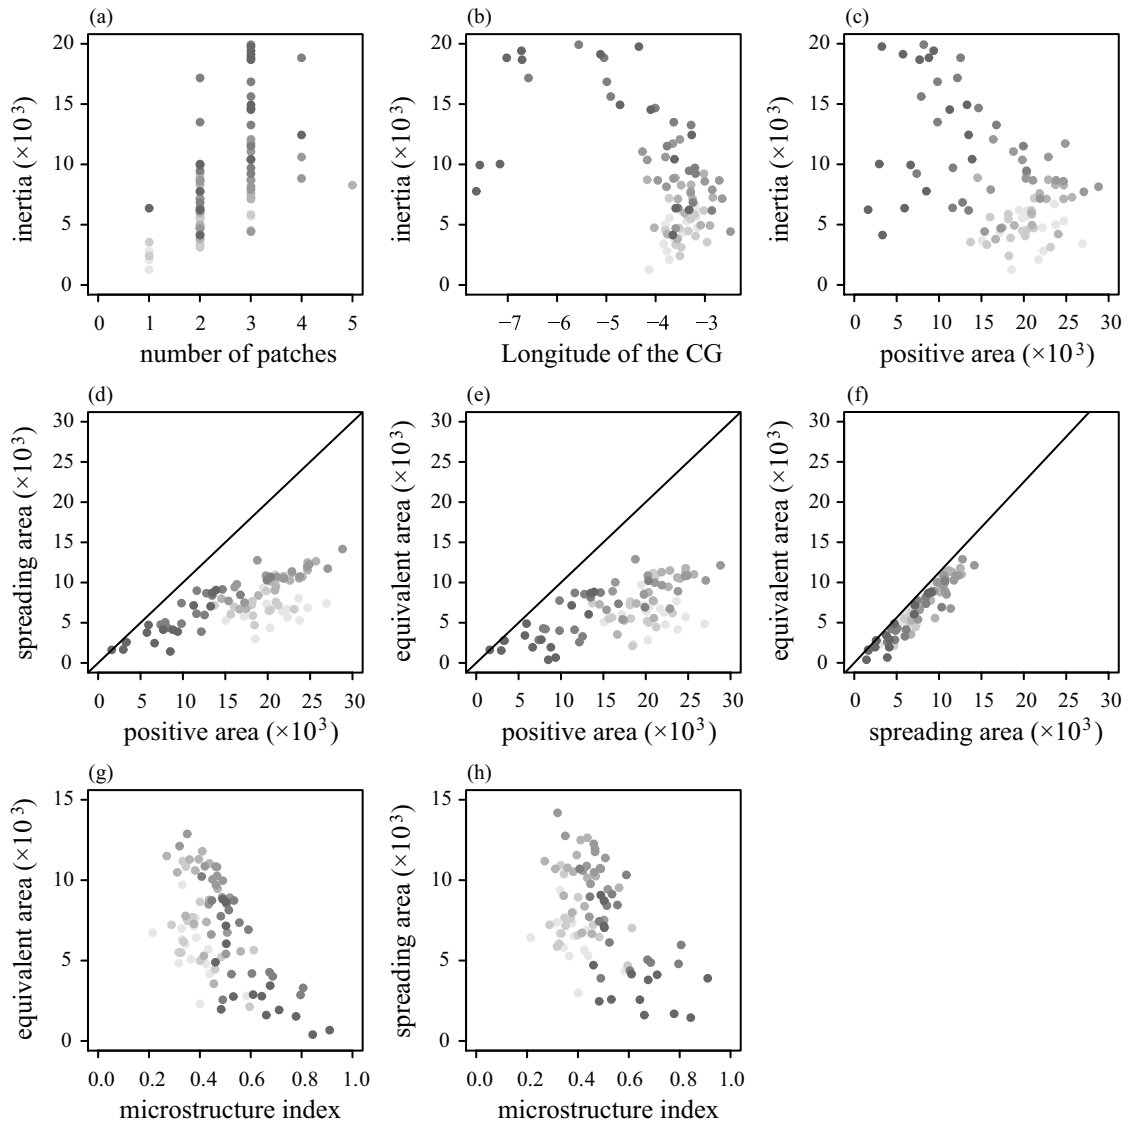 (a)
20
15
10
5
0
inertia (×10³)
0 1 2 3 4 5
number of patches
(b)
20
15
10
5
0
inertia (×10³)
−7 −6 −5 −4 −3
Longitude of the CG
(c)
20
15
10
5
0
inertia (×10³)
0 5 10 15 20 25 30
positive area (×10³)
(d)
30
25
20
15
10
5
0
spreading area (×10³)
0 5 10 15 20 25 30
positive area (×10³)
(e)
30
25
20
15
10
5
0
equivalent area (×10³)
0 5 10 15 20 25 30
positive area (×10³)
(f)
30
25
20
15
10
5
0
equivalent area (×10³)
0 5 10 15 20 25 30
spreading area (×10³)
(g)
15
10
5
0
equivalent area (×10³)
0.0 0.2 0.4 0.6 0.8 1.0
microstructure index
(h)
15
10
5
0
spreading area (×10³)
0.0 0.2 0.4 0.6 0.8 1.0
microstructure index